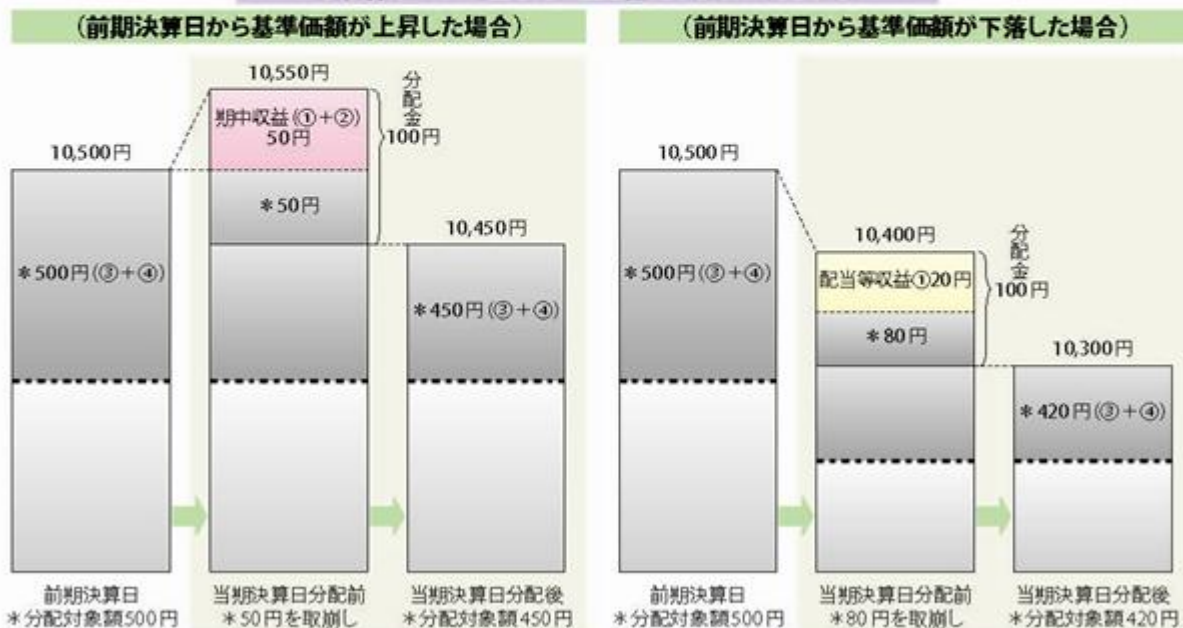 （前期決算日から基準価額が上昇した場合）
10,550円
期中収益（①＋②）
50円
分配金
100円
10,500円
＊50円
10,450円
＊500円（③＋④）
＊450円（③＋④）
前期決算日
＊分配対象額500円
当期決算日分配前
＊50円を取崩し
当期決算日分配後
＊分配対象額450円
（前期決算日から基準価額が下落した場合）
10,500円
10,400円
分配金
配当等収益①20円
100円
＊500円（③＋④）
＊80円
10,300円
＊420円（③＋④）
前期決算日
＊分配対象額500円
当期決算日分配前
＊80円を取崩し
当期決算日分配後
＊分配対象額420円